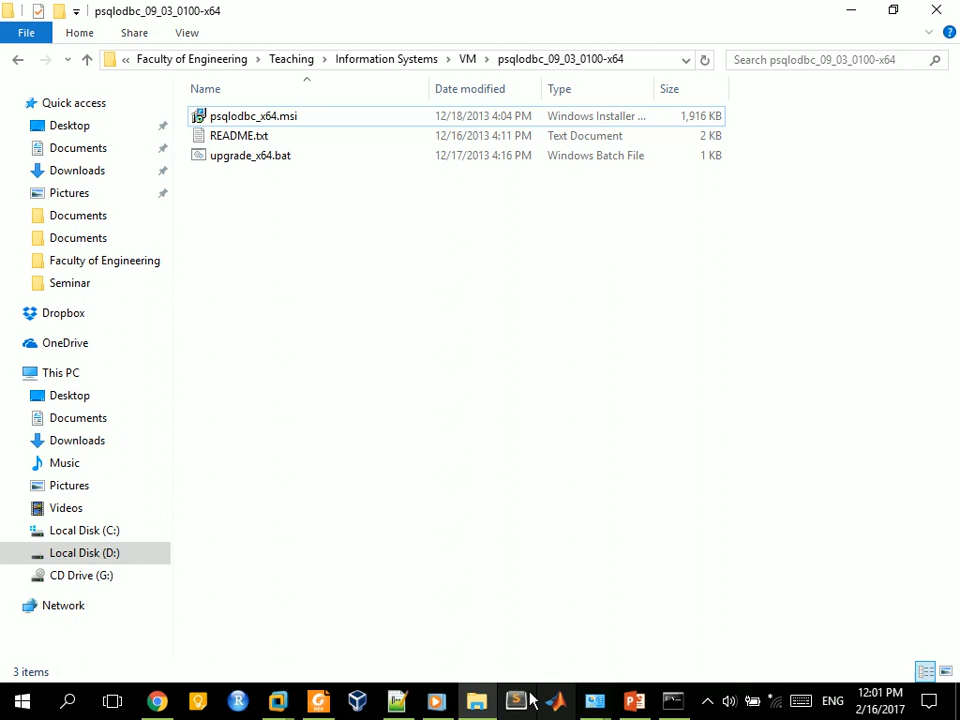 psqlodbc_09_03_0100-x64
File Home Share View
« Faculty of Engineering > Teaching > Information Systems > VM > psqlodbc_09_03_0100-x64
Search psqlodbc_09_03_0100-x64
Name Date modified Type Size
psqlodbc_x64.msi 12/18/2013 4:04 PM Windows Installer ... 1,916 KB
README.txt 12/16/2013 4:11 PM Text Document 2 KB
upgrade_x64.bat 12/17/2013 4:16 PM Windows Batch File 1 KB
Quick access
Desktop
Documents
Downloads
Pictures
Documents
Documents
Faculty of Engineering
Seminar
Dropbox
OneDrive
This PC
Desktop
Documents
Downloads
Music
Pictures
Videos
Local Disk (C:)
Local Disk (D:)
CD Drive (G:)
Network
3 items
ENG
12:01 PM
2/16/2017